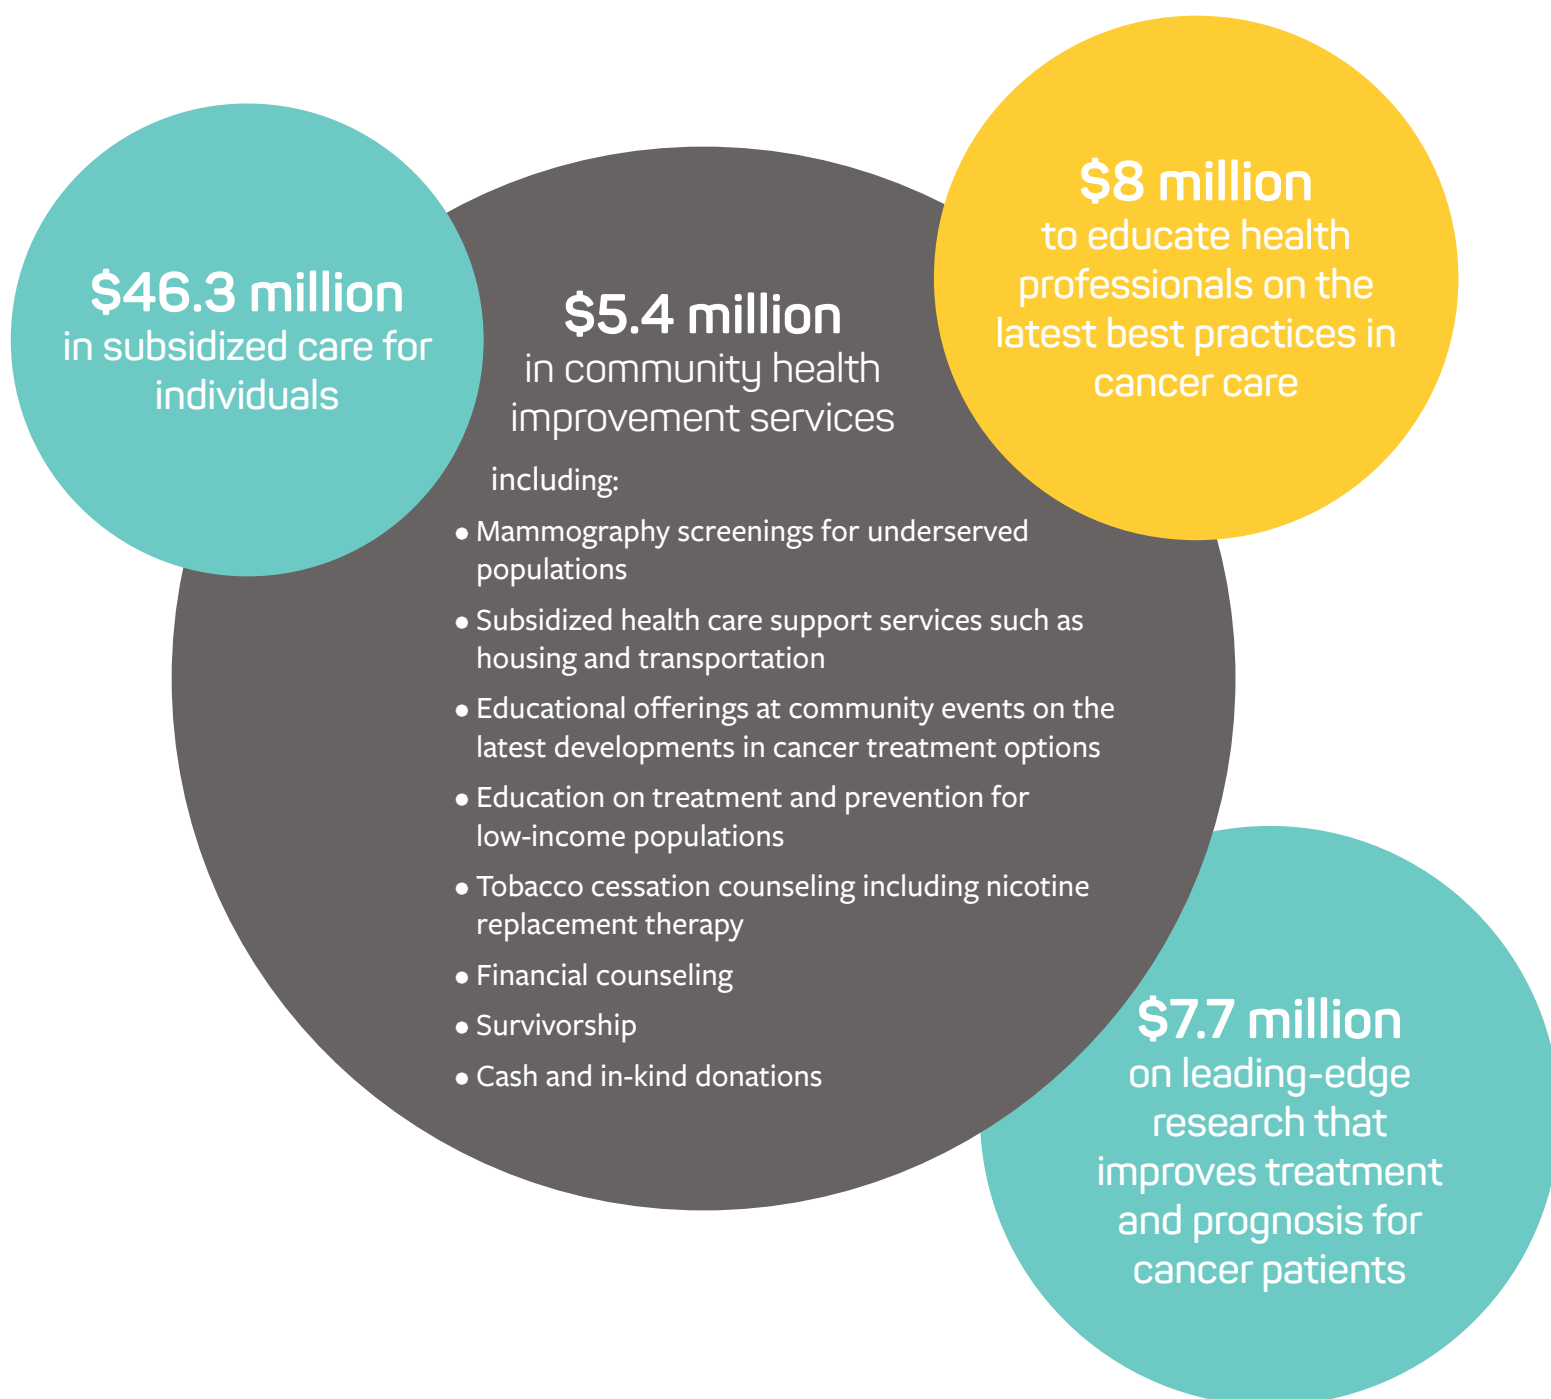 $46.3 million
in subsidized care for
individuals
$5.4 million
in community health
improvement services
including:
• Mammography screenings for underserved
populations
• Subsidized health care support services such as
housing and transportation
• Educational offerings at community events on the
latest developments in cancer treatment options
• Education on treatment and prevention for
low-income populations
• Tobacco cessation counseling including nicotine
replacement therapy
• Financial counseling
• Survivorship
• Cash and in-kind donations
$8 million
to educate health
professionals on the
latest best practices in
cancer care
$7.7 million
on leading-edge
research that
improves treatment
and prognosis for
cancer patients